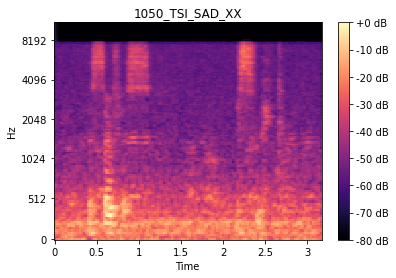 1050_TSI_SAD_XX
+0 dB
8192
-10 dB
4096
-20 dB
-30 dB
2048
Hz
-40 dB
1024
-50 dB
512
-60 dB
-70 dB
0
-80 dB
0 0.5 1 1.5 2 2.5 3
Time